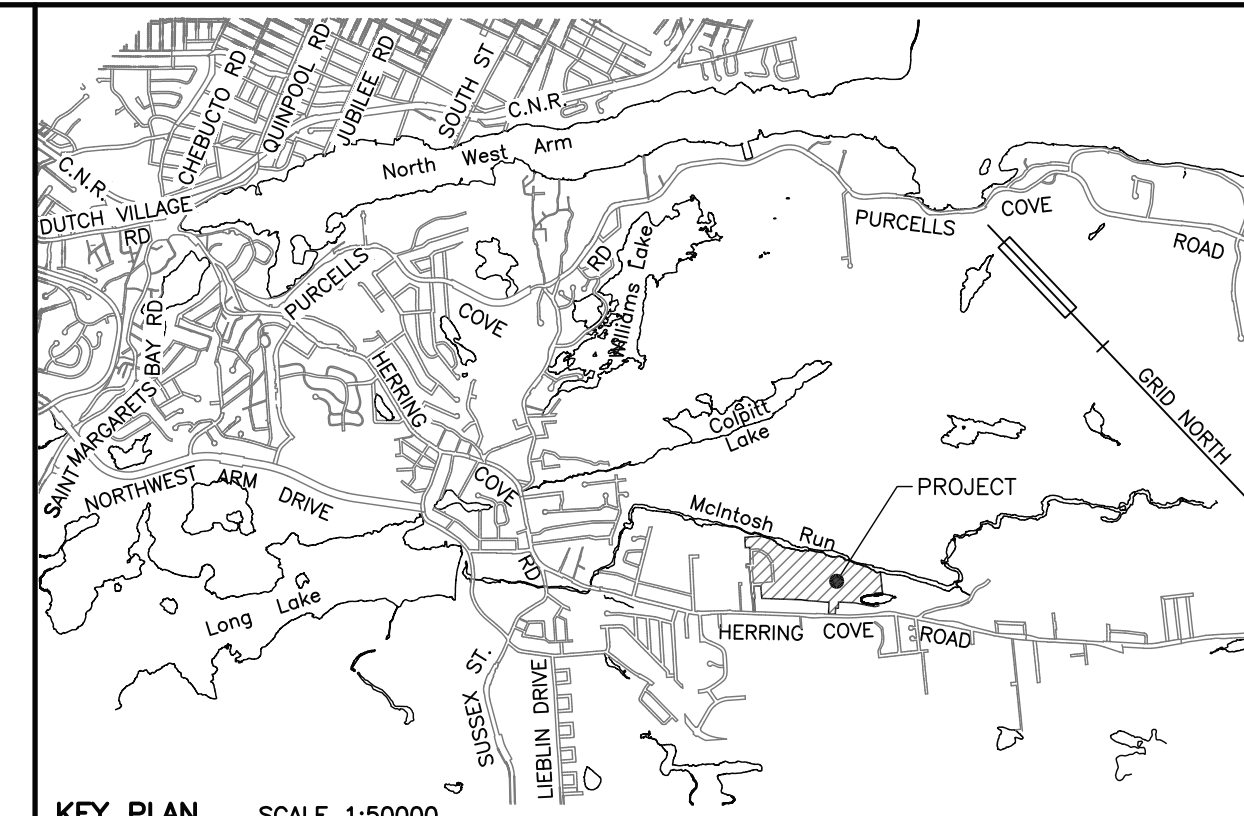 CHEBUCTO RD
QUINPOOL RD
JUBILEE RD
SOUTH ST
C.N.R.
North West Arm
C.N.R.
DUTCH VILLAGE
RD
PURCELLS
COVE
RD
PURCELLS
COVE
ROAD
Williams Lake
SAINT MARGARETS BAY RD
HERRING
COVE
RD
Colpitt
Lake
GRID NORTH
NORTHWEST ARM DRIVE
PROJECT
McIntosh Run
Long Lake
HERRING COVE ROAD
SUSSEX ST.
LIEBLIN DRIVE
KEY PLAN SCALE 1:50000